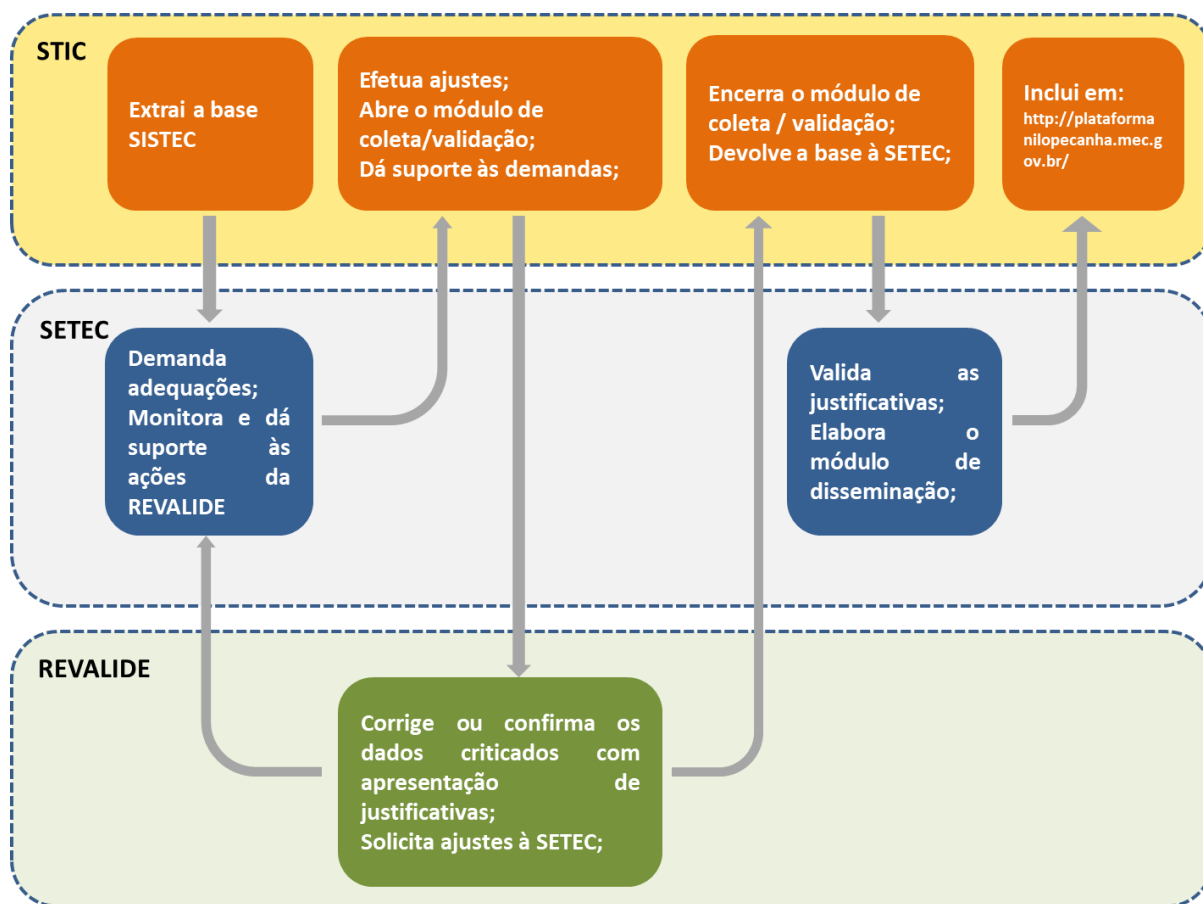 STIC
Extrai a base
SISTEC
Efetua ajustes;
Abre o módulo de
coleta/validação;
Dá suporte às demandas;
Encerra o módulo de
coleta / validação;
Devolve a base à SETEC;
Inclui em:
http://plataforma
nilopecanha.mec.g
ov.br/
SETEC
Demanda
adequações;
Monitora e dá
suporte às
ações da
REVALIDE
Valida as
justificativas;
Elabora o
módulo de
disseminação;
REVALIDE
Corrige ou confirma os
dados criticados com
apresentação de
justificativas;
Solicita ajustes à SETEC;